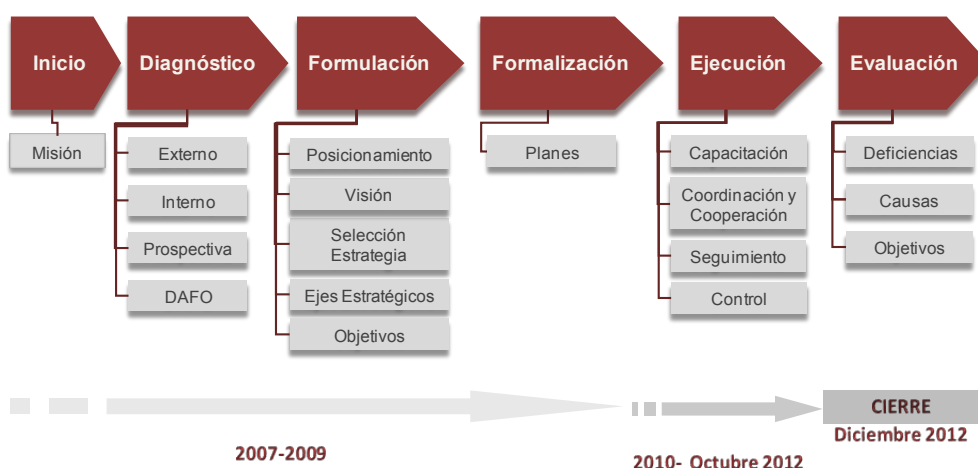 Inicio
Diagnóstico
Formulación
Formalización
Ejecución
Evaluación
Misión
Externo
Interno
Prospectiva
DAFO
Posicionamiento
Visión
Selección
Estrategia
Ejes Estratégicos
Objetivos
Planes
Capacitación
Coordinación y
Cooperación
Seguimiento
Control
Deficiencias
Causas
Objetivos
2007-2009
2010- Octubre 2012
CIERRE
Diciembre 2012